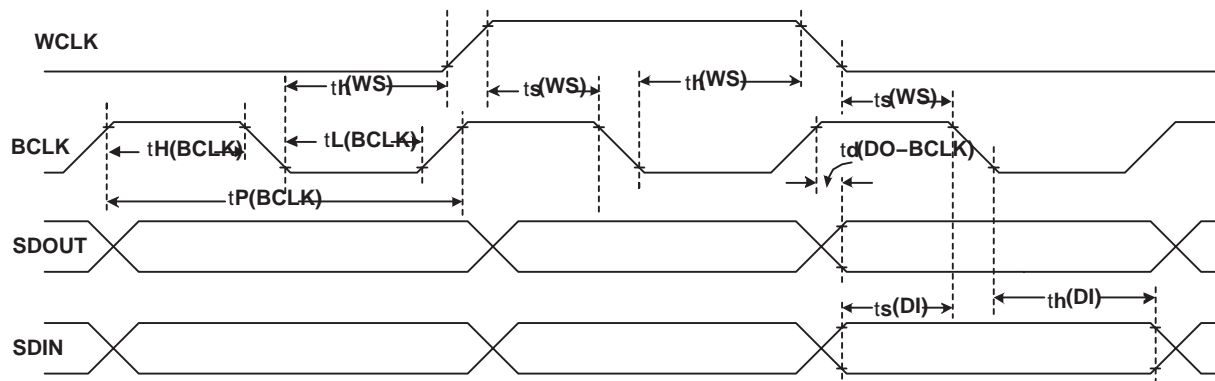 WCLK
th(WS)
ts(WS)
th(WS)
ts(WS)
BCLK
tH(BCLK)
tL(BCLK)
td(DO–BCLK)
tP(BCLK)
SDOUT
ts(DI)
th(DI)
SDIN